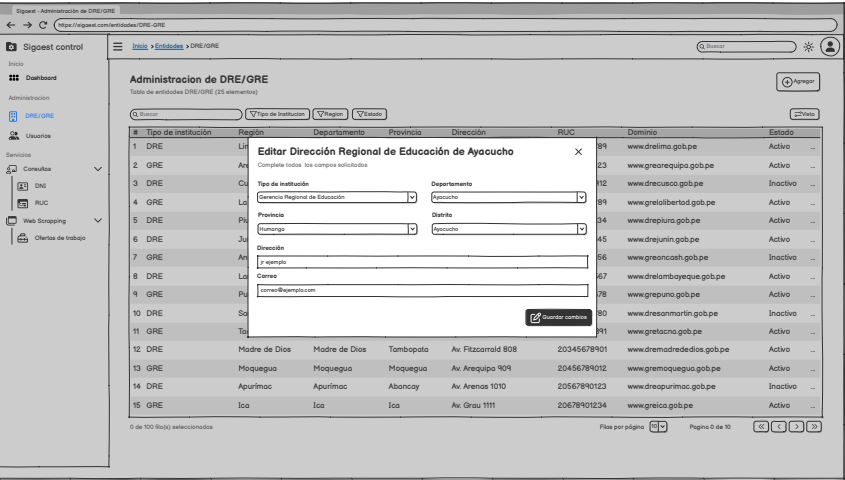 Sigoest - Administración de DRE/GRE
https://sigoest.com/entidades/DRE-GRE
Sigoest control
Inicio > Entidades > DRE/GRE
Buscar
Inicio
Dashboard
Administracion
DRE/GRE
Usuarios
Servicios
Consultas
DNI
RUC
Web Scrapping
Ofertas de trabajo
Administracion de DRE/GRE
Tabla de entidades DRE/GRE (25 elementos)
Agregar
Buscar
Tipo de Institucion
Region
Estado
Vista
# Tipo de institución Región Departamento Provincia Dirección RUC Dominio Estado
1 DRE www.drelima.gob.pe Activo ...
2 GRE www.grearequipa.gob.pe Activo ...
3 DRE www.drecusco.gob.pe Inactivo ...
4 GRE www.grelalibertad.gob.pe Activo ...
5 DRE www.drepiura.gob.pe Activo ...
6 DRE www.drejunin.gob.pe Activo ...
7 GRE www.greancash.gob.pe Inactivo ...
8 DRE www.drelambayeque.gob.pe Activo ...
9 GRE www.grepuno.gob.pe Activo ...
10 DRE www.dresanmartin.gob.pe Inactivo ...
11 GRE www.gretacna.gob.pe Activo ...
12 DRE Madre de Dios Madre de Dios Tambopata Av. Fitzcarrald 808 20345678901 www.dremadrededios.gob.pe Activo ...
13 GRE Moquegua Moquegua Moquegua Av. Arequipa 909 20456789012 www.gremoquegua.gob.pe Activo ...
14 DRE Apurímac Apurímac Abancay Av. Arenas 1010 20567890123 www.dreapurimac.gob.pe Inactivo ...
15 GRE Ica Ica Ica Av. Grau 1111 20678901234 www.greica.gob.pe Activo ...
Editar Dirección Regional de Educación de Ayacucho
Complete todos los campos solicitados
Tipo de institución
Gerencia Regional de Educación
Departamento
Ayacucho
Provincia
Humanga
Distrito
Ayacucho
Dirección
jr ejemplo
Correo
correo@ejemplo.com
Guardar cambios
0 de 100 fila(s) seleccionadas
Filas por página 10
Pagina 0 de 10